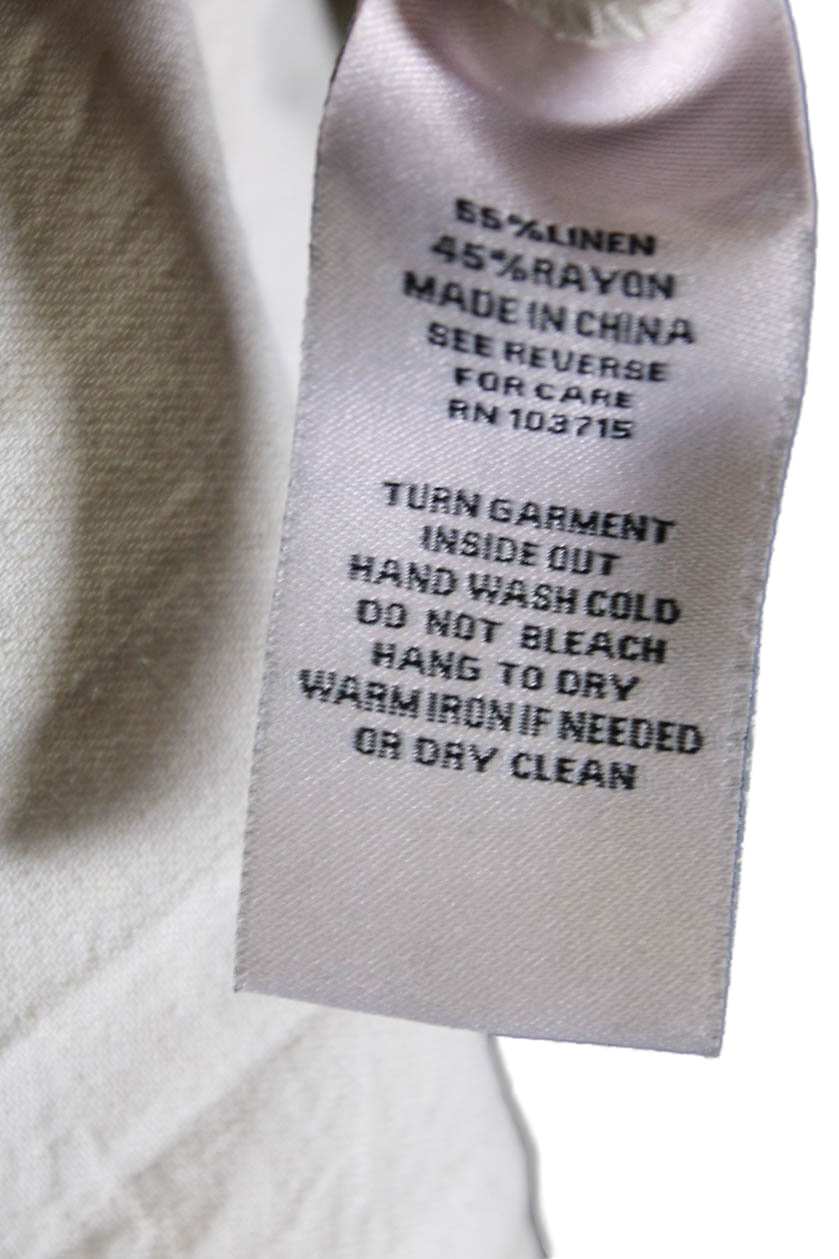 55%LINEN
45%RAYON
MADE IN CHINA
SEE REVERSE
FOR CARE
RN 103715
TURN GARMENT
INSIDE OUT
HAND WASH COLD
DO NOT BLEACH
HANG TO DRY
WARM IRON IF NEEDED
OR DRY CLEAN